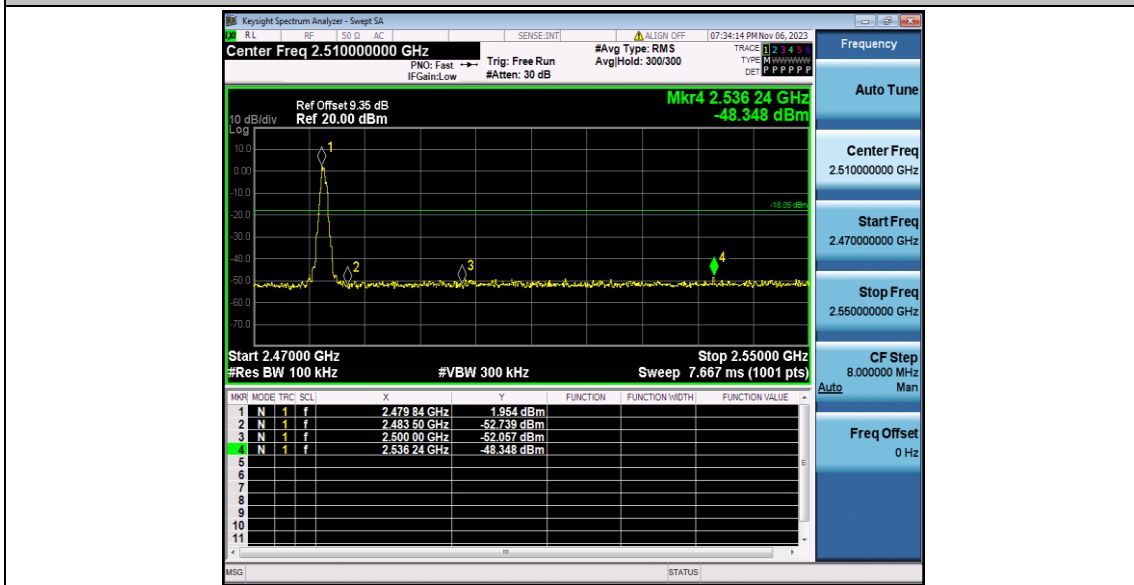 Keysight Spectrum Analyzer - Swept SA
RL RF 50 Ω AC SENSE:INT ALIGN OFF 07:34:14 PM Nov 06, 2023
Center Freq 2.510000000 GHz #Avg Type: RMS TRACE 1 2 3 4 5 6
PNO: Fast Trig: Free Run Avg|Hold: 300/300 TYPE M WWWWW
IFGain:Low #Atten: 30 dB DET P P P P P P
Frequency
Auto Tune
Center Freq
2.510000000 GHz
Start Freq
2.470000000 GHz
Stop Freq
2.550000000 GHz
CF Step
8.000000 MHz
Auto Man
Freq Offset
0 Hz
Mkr4 2.536 24 GHz
Ref Offset 9.35 dB
10 dB/div Ref 20.00 dBm -48.348 dBm
Log
10.0
0.00
-10.0
-20.0
-30.0
-40.0
-50.0
-60.0
-70.0
1
2
3
4
-18.05 dBm
Start 2.47000 GHz Stop 2.55000 GHz
#Res BW 100 kHz #VBW 300 kHz Sweep 7.667 ms (1001 pts)
MKR MODE TRC SCL X Y FUNCTION FUNCTION WIDTH FUNCTION VALUE
1 N 1 f 2.479 84 GHz 1.954 dBm
2 N 1 f 2.483 50 GHz -52.739 dBm
3 N 1 f 2.500 00 GHz -52.057 dBm
4 N 1 f 2.536 24 GHz -48.348 dBm
5
6
7
8
9
10
11
MSG STATUS